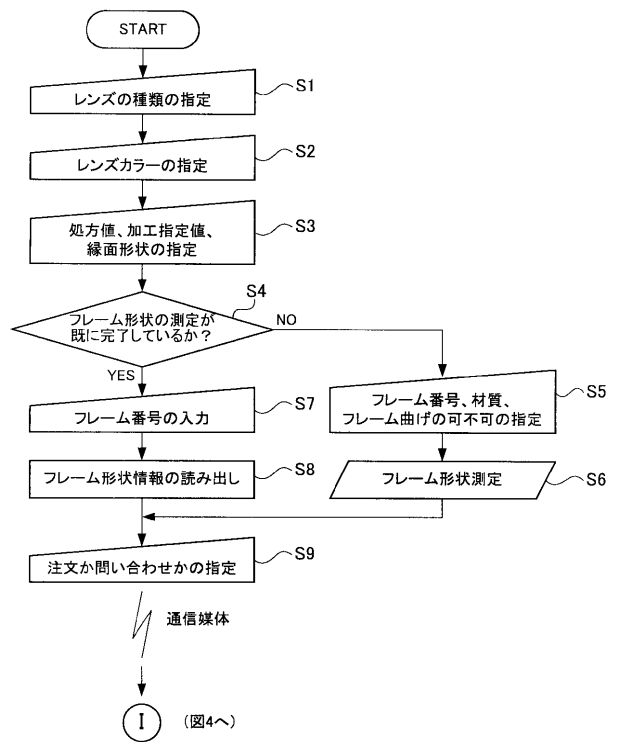 START
レンズの種類の指定
S1
レンズカラーの指定
S2
処方値、加工指定値、
縁面形状の指定
S3
S4
フレーム形状の測定が
既に完了しているか？
NO
YES
フレーム番号、材質、
フレーム曲げの可不可の指定
S5
フレーム番号の入力
S7
フレーム形状情報の読み出し
S8
フレーム形状測定
S6
注文か問い合わせかの指定
S9
通信媒体
I
(図4へ)